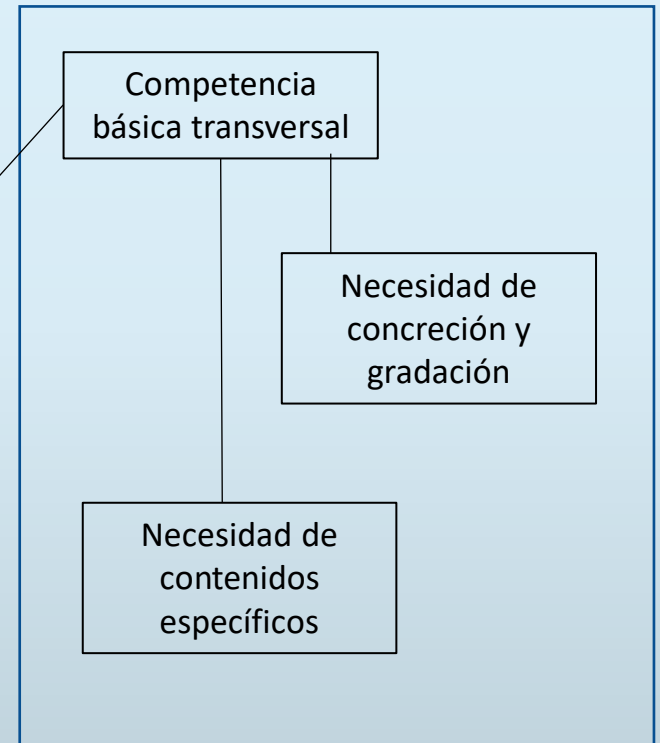 Competencia
básica transversal
Necesidad de
concreción y
gradación
Necesidad de
contenidos
específicos